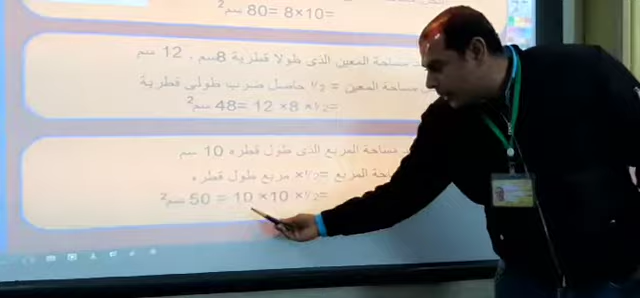 =10× 8 =80 سم2
مساحة المعين الذى طولا قطرية 8سم ، 12 سم
مساحة المعين = 1/2 حاصل ضرب طولى قطرية
=1/2× 8× 12 =48 سم2
مساحة المربع الذى طول قطره 10 سم
المربع =1/2× مربع طول قطره
=1/2× 10× 10 = 50 سم2